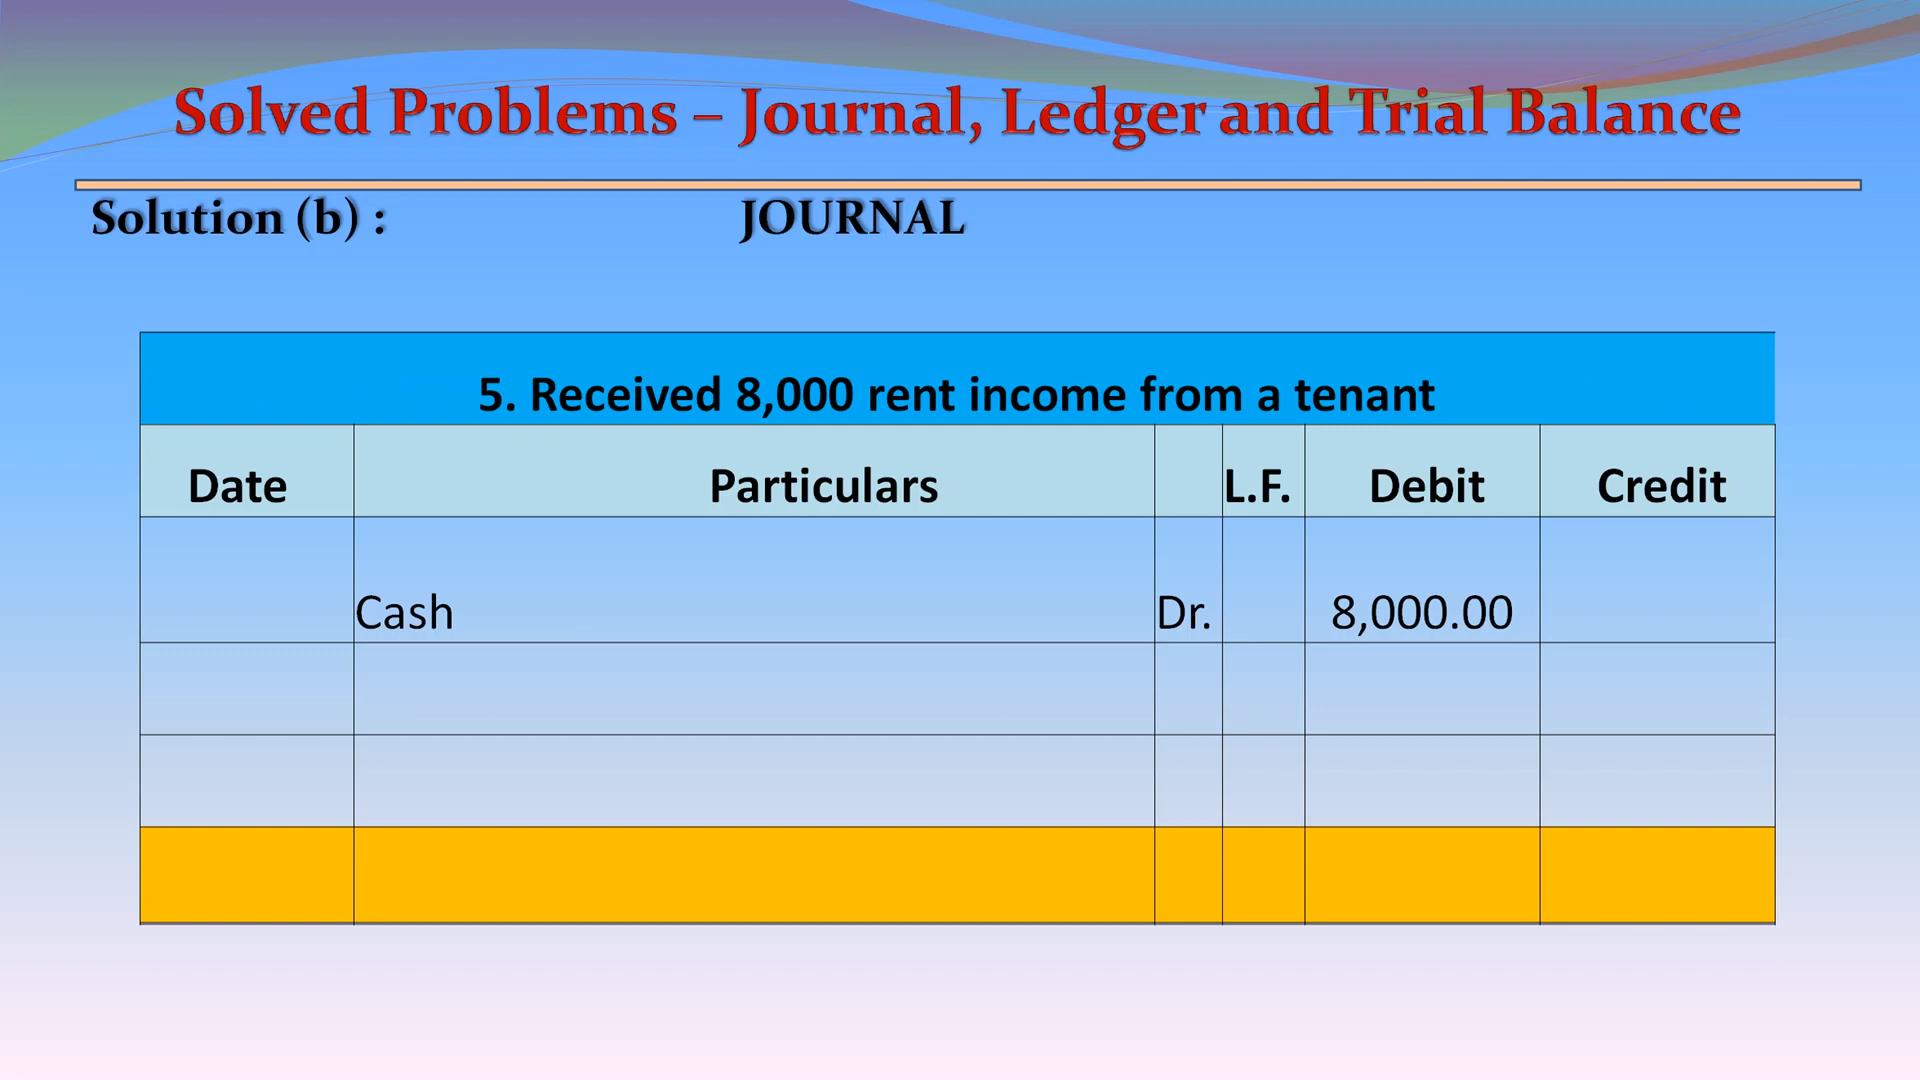 Solved Problems – Journal, Ledger and Trial Balance
Solution (b) : JOURNAL
5. Received 8,000 rent income from a tenant
Date Particulars L.F. Debit Credit
Cash Dr. 8,000.00